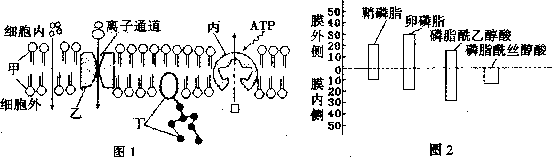 细胞内
离子通道
丙
ATP
甲
细胞外
乙
丁
图1
50
40
30
20
10
0
10
20
30
40
50
膜外侧
膜内侧
鞘磷脂
卵磷脂
磷脂酰乙醇胺
磷脂酰丝醇酸
图2